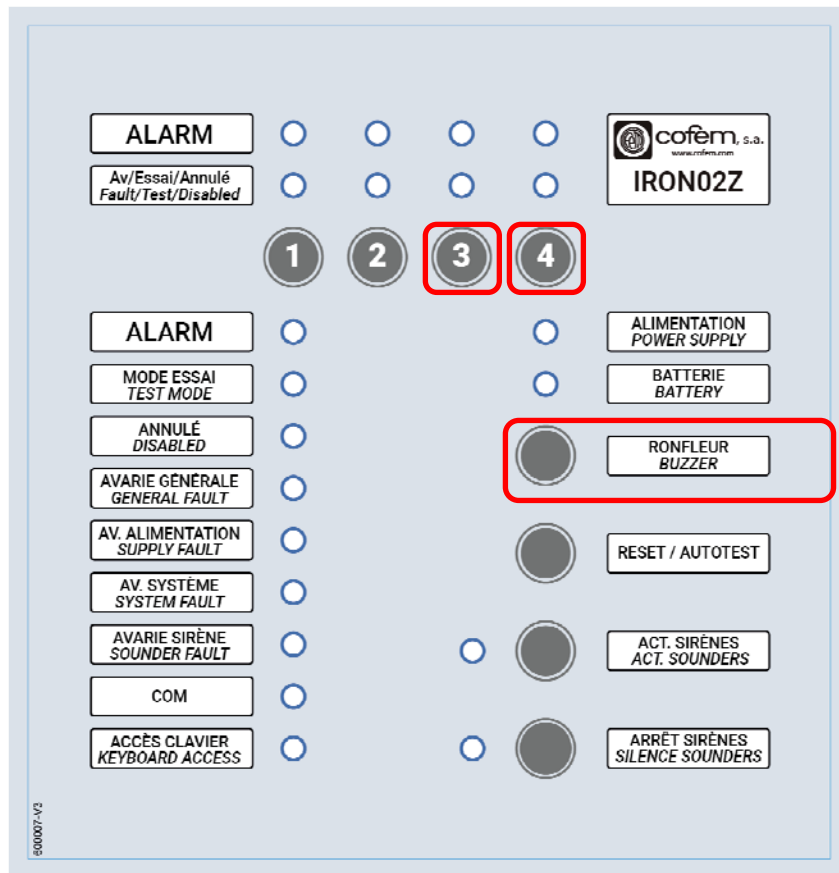 ALARM
cofem, s.a.
www.cofem.com
Av/Essai/Annulé
Fault/Test/Disabled
IRON02Z
1 2 3 4
ALARM
ALIMENTATION
POWER SUPPLY
MODE ESSAI
TEST MODE
BATTERIE
BATTERY
ANNULÉ
DISABLED
RONFLEUR
BUZZER
AVARIE GÉNÉRALE
GENERAL FAULT
AV. ALIMENTATION
SUPPLY FAULT
RESET / AUTOTEST
AV. SYSTÈME
SYSTEM FAULT
AVARIE SIRÈNE
SOUNDER FAULT
ACT. SIRÈNES
ACT. SOUNDERS
COM
ACCÈS CLAVIER
KEYBOARD ACCESS
ARRÊT SIRÈNES
SILENCE SOUNDERS
600007-V3